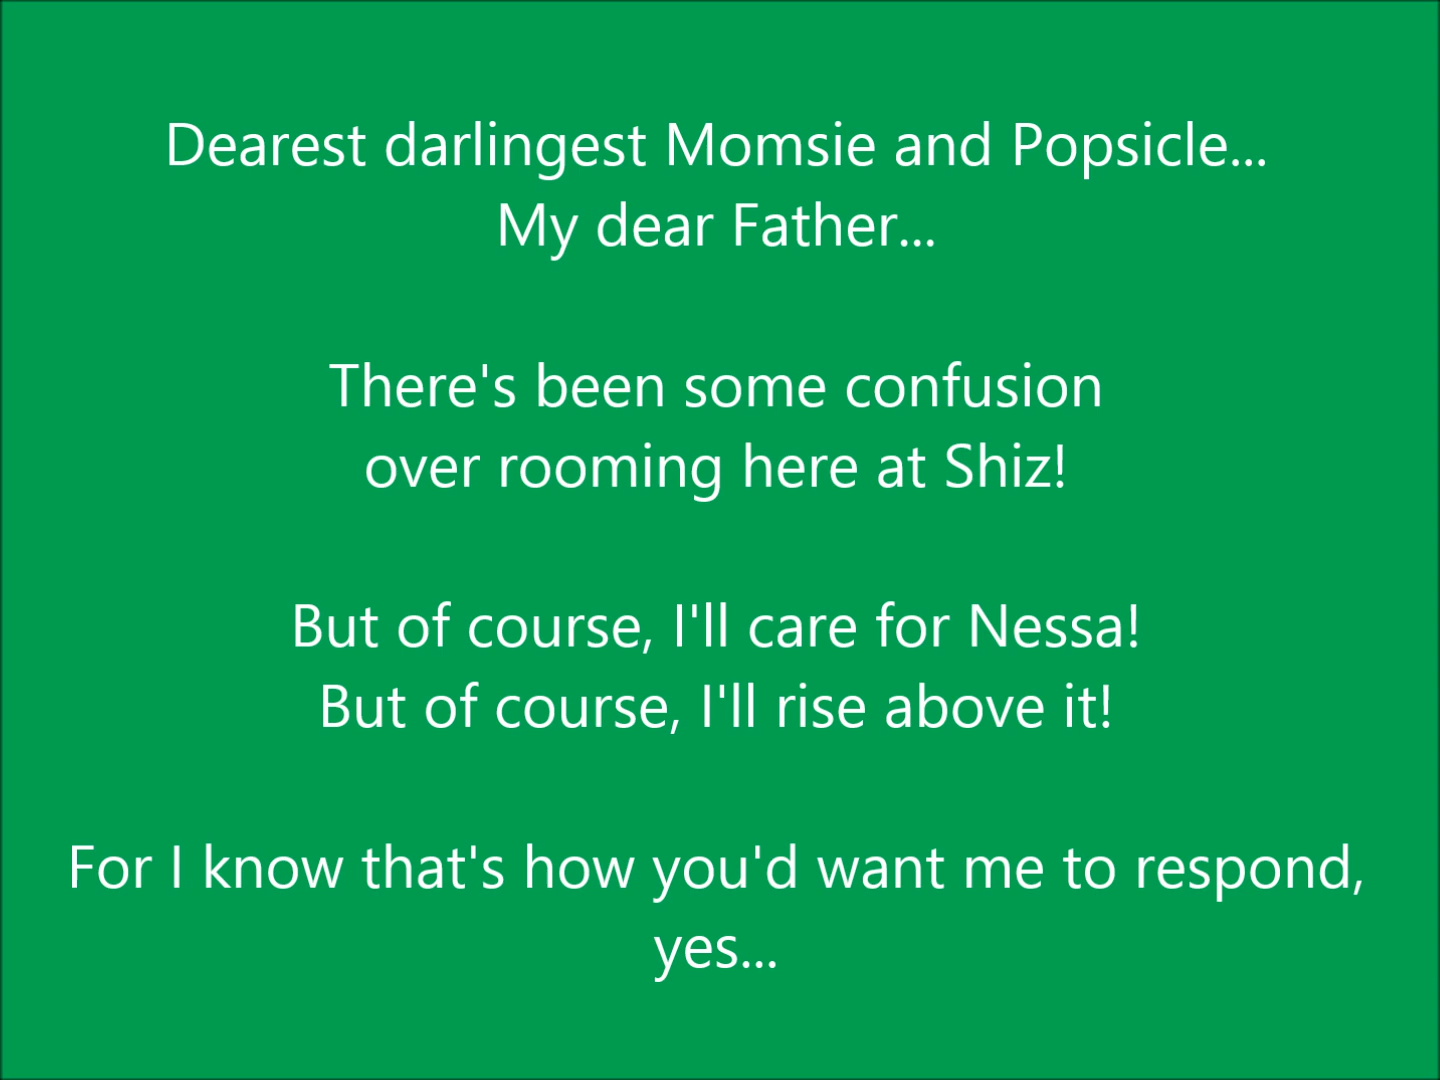 Dearest darlingest Momsie and Popsicle...
My dear Father...
There's been some confusion
over rooming here at Shiz!
But of course, I'll care for Nessa!
But of course, I'll rise above it!
For I know that's how you'd want me to respond,
yes...